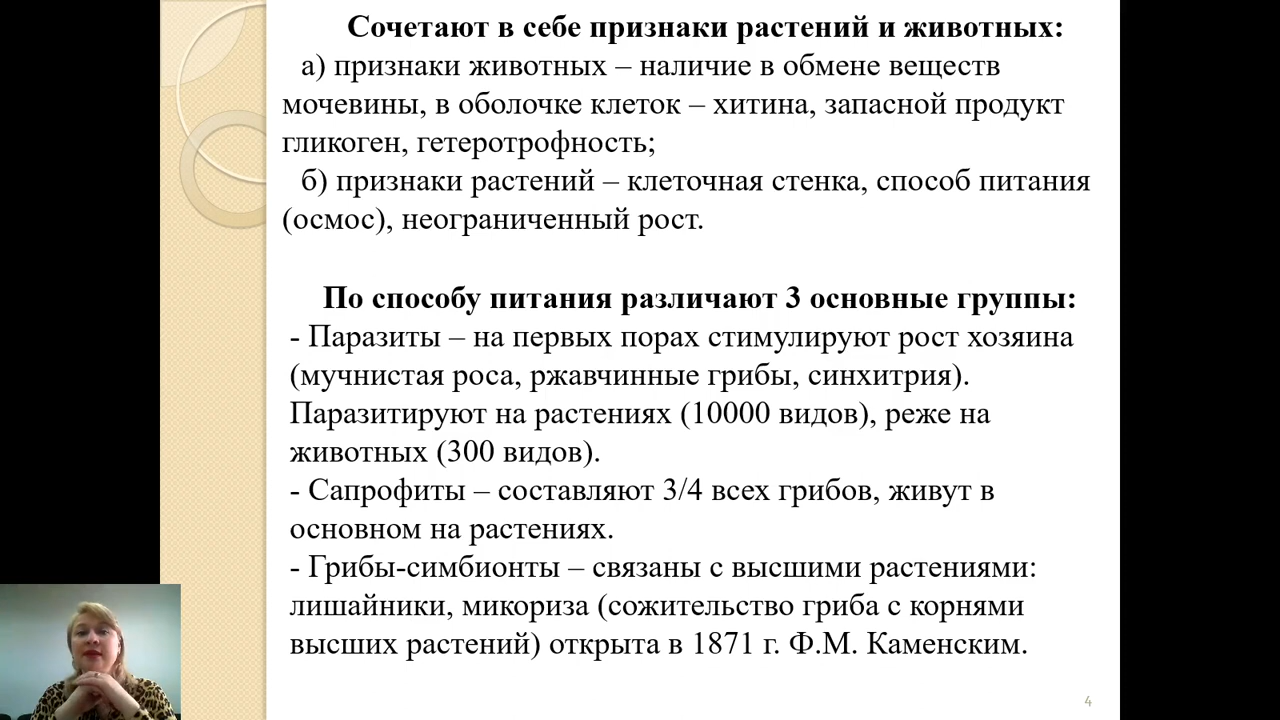 Сочетают в себе признаки растений и животных:
а) признаки животных – наличие в обмене веществ
мочевины, в оболочке клеток – хитина, запасной продукт
гликоген, гетеротрофность;
б) признаки растений – клеточная стенка, способ питания
(осмос), неограниченный рост.
По способу питания различают 3 основные группы:
- Паразиты – на первых порах стимулируют рост хозяина
(мучнистая роса, ржавчинные грибы, синхитрия).
Паразитируют на растениях (10000 видов), реже на
животных (300 видов).
- Сапрофиты – составляют 3/4 всех грибов, живут в
основном на растениях.
- Грибы-симбионты – связаны с высшими растениями:
лишайники, микориза (сожительство гриба с корнями
высших растений) открыта в 1871 г. Ф.М. Каменским.
4